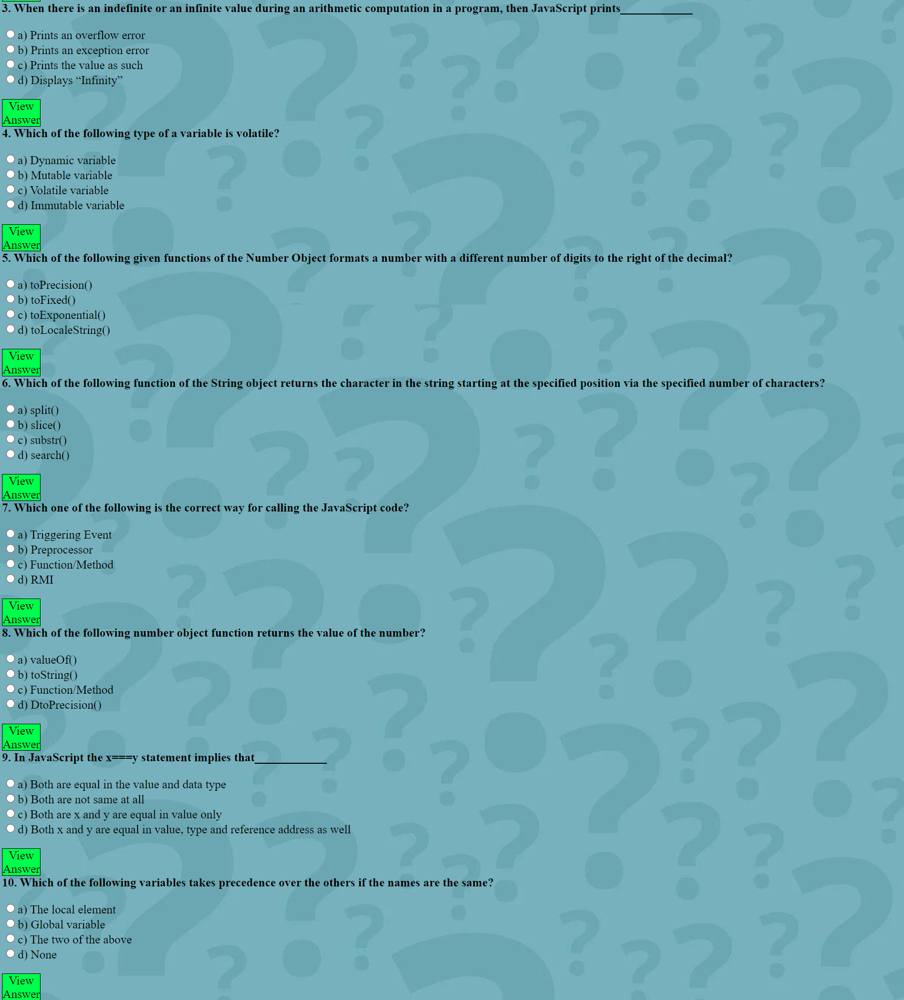 3. When there is an indefinite or an infinite value during an arithmetic computation in a program, then JavaScript prints____________
a) Prints an overflow error
b) Prints an exception error
c) Prints the value as such
d) Displays “Infinity”
View
Answer
4. Which of the following type of a variable is volatile?
a) Dynamic variable
b) Mutable variable
c) Volatile variable
d) Immutable variable
View
Answer
5. Which of the following given functions of the Number Object formats a number with a different number of digits to the right of the decimal?
a) toPrecision()
b) toFixed()
c) toExponential()
d) toLocaleString()
View
Answer
6. Which of the following function of the String object returns the character in the string starting at the specified position via the specified number of characters?
a) split()
b) slice()
c) substr()
d) search()
View
Answer
7. Which one of the following is the correct way for calling the JavaScript code?
a) Triggering Event
b) Preprocessor
c) Function/Method
d) RMI
View
Answer
8. Which of the following number object function returns the value of the number?
a) valueOf()
b) toString()
c) Function/Method
d) DtoPrecision()
View
Answer
9. In JavaScript the x===y statement implies that____________
a) Both are equal in the value and data type
b) Both are not same at all
c) Both are x and y are equal in value only
d) Both x and y are equal in value, type and reference address as well
View
Answer
10. Which of the following variables takes precedence over the others if the names are the same?
a) The local element
b) Global variable
c) The two of the above
d) None
View
Answer